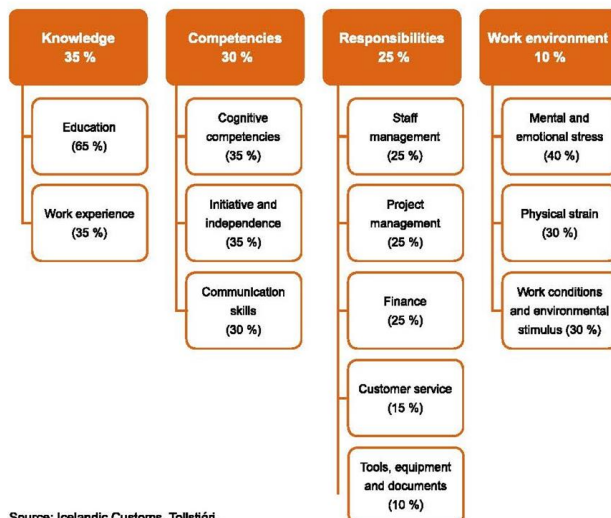 Knowledge
35 %
Education
(65 %)
Work experience
(35 %)
Competencies
30 %
Cognitive
competencies
(35 %)
Initiative and
independence
(35 %)
Communication
skills
(30 %)
Responsibilities
25 %
Staff
management
(25 %)
Project
management
(25 %)
Finance
(25 %)
Customer service
(15 %)
Tools, equipment
and documents
(10 %)
Work environment
10 %
Mental and
emotional stress
(40 %)
Physical strain
(30 %)
Work conditions
and environmental
stimulus (30 %)
Source: Icelandic Customs, Tollstjóri